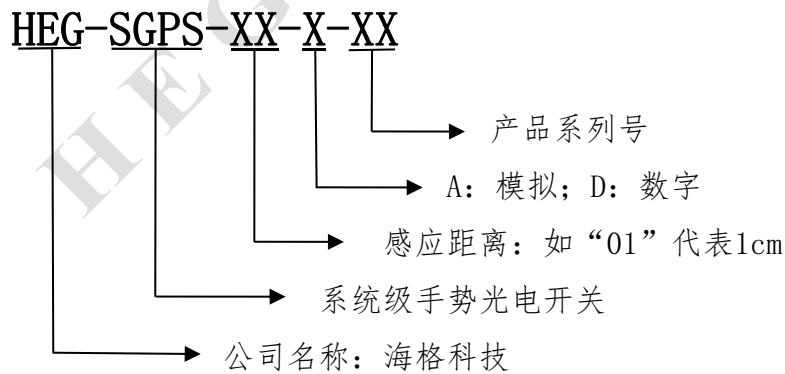 HEG-SGPS-XX-X-XX
产品系列号
A：模拟；D：数字
感应距离：如“01”代表1cm
系统级手势光电开关
公司名称：海格科技
HEG